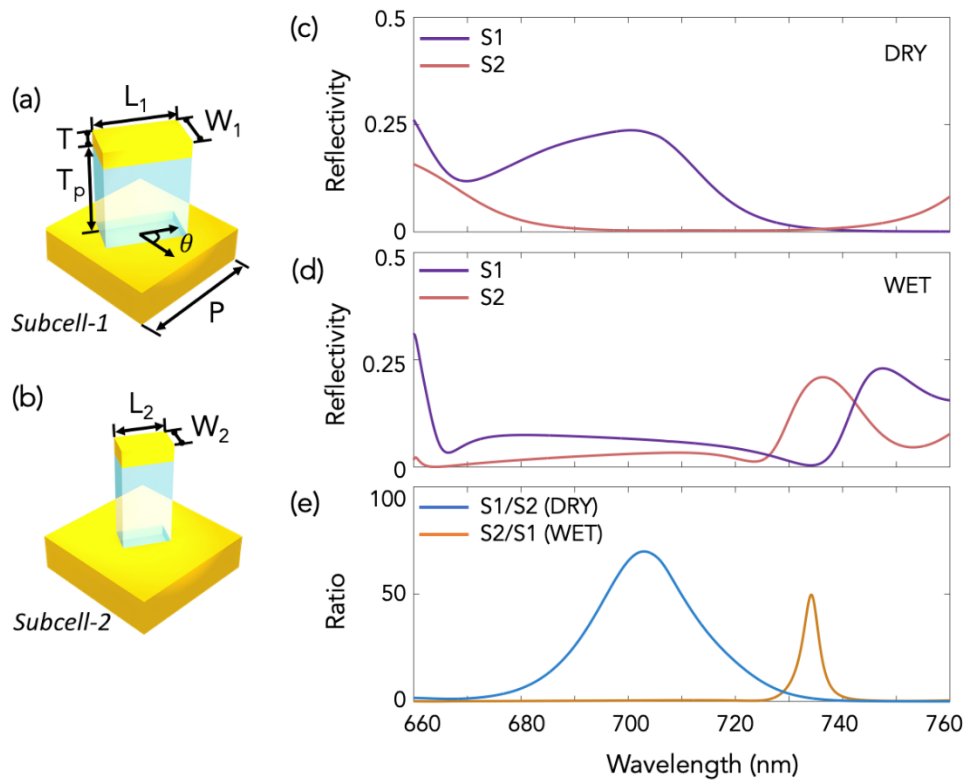 (a)
L1
W1
T
Tp
θ
P
Subcell-1
(b)
L2
W2
Subcell-2
(c)
S1
S2
DRY
0.5
0.25
0
Reflectivity
(d)
S1
S2
WET
0.5
0.25
0
Reflectivity
(e)
S1/S2 (DRY)
S2/S1 (WET)
100
50
0
Ratio
660 680 700 720 740 760
Wavelength (nm)